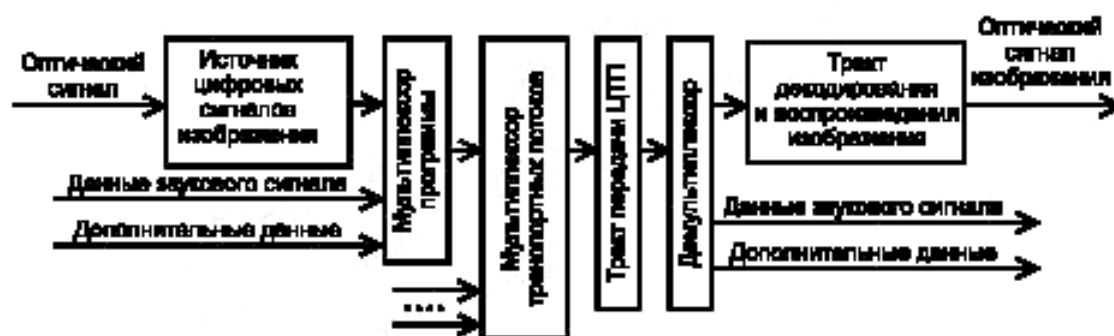 Оптический
сигнал
Источник
цифровых
сигналов
изображения
Данные звукового сигнала
Дополнительные данные
Мультиплексор
программы
....
Мультиплексор
транспортных потоков
Тракт передачи ЦТП
Демультиплексор
Тракт
декодирования
и воспроизведения
изображения
Оптический
сигнал
изображения
Данные звукового сигнала
Дополнительные данные